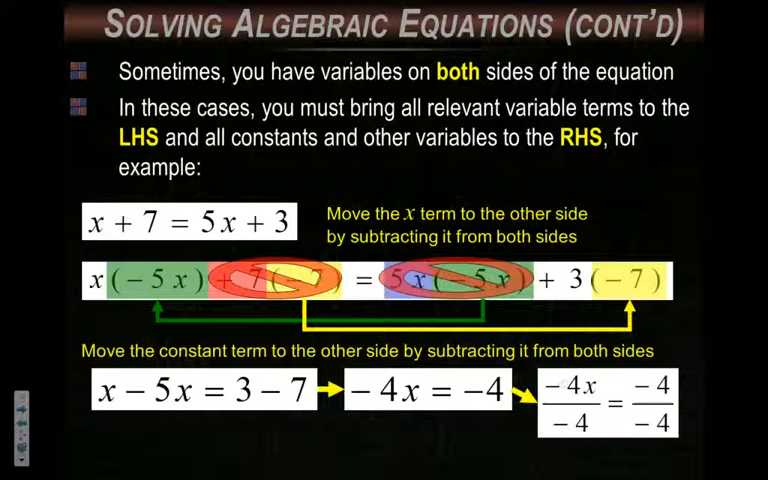 SOLVING ALGEBRAIC EQUATIONS (CONT'D)
Sometimes, you have variables on both sides of the equation
In these cases, you must bring all relevant variable terms to the
LHS and all constants and other variables to the RHS, for
example:
x + 7 = 5x + 3
Move the x term to the other side
by subtracting it from both sides
x (− 5x) + 7 (− 7) = 5x (− 5x) + 3 (− 7)
Move the constant term to the other side by subtracting it from both sides
x − 5x = 3 − 7
− 4x = −4
− 4x / − 4 = − 4 / − 4